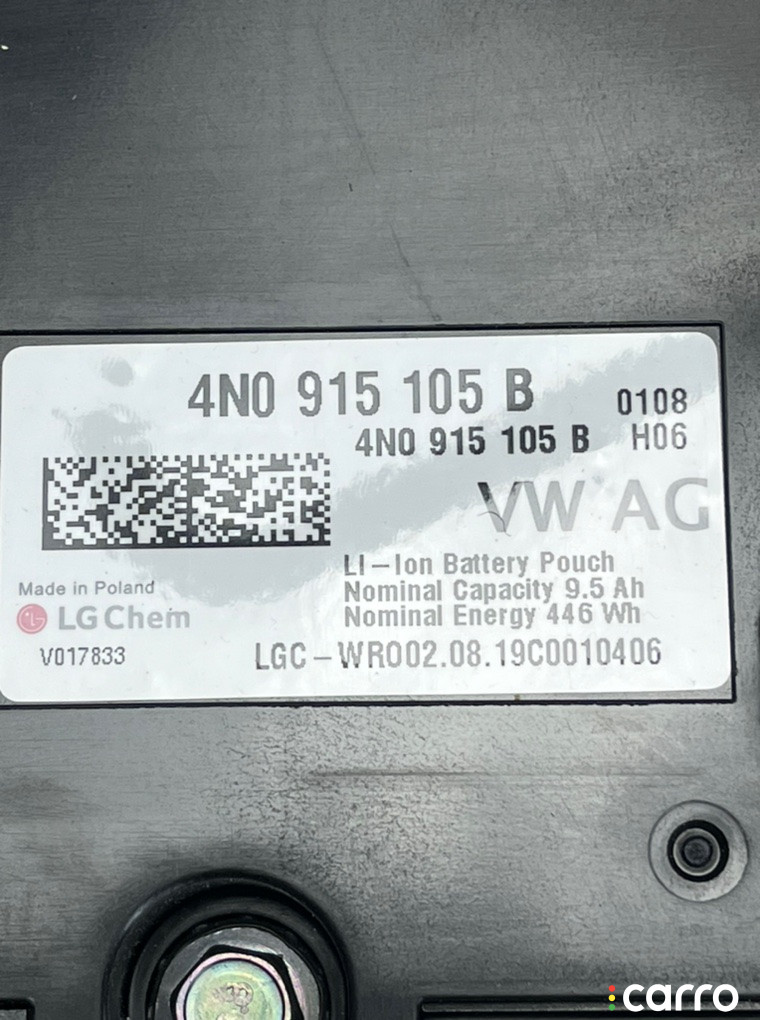 4N0 915 105 B
0108
4N0 915 105 B H06
VW AG
LI-Ion Battery Pouch
Made in Poland
Nominal Capacity 9.5 Ah
LG Chem
Nominal Energy 446 Wh
V017833
LGC-WR002.08.19C0010406
carro